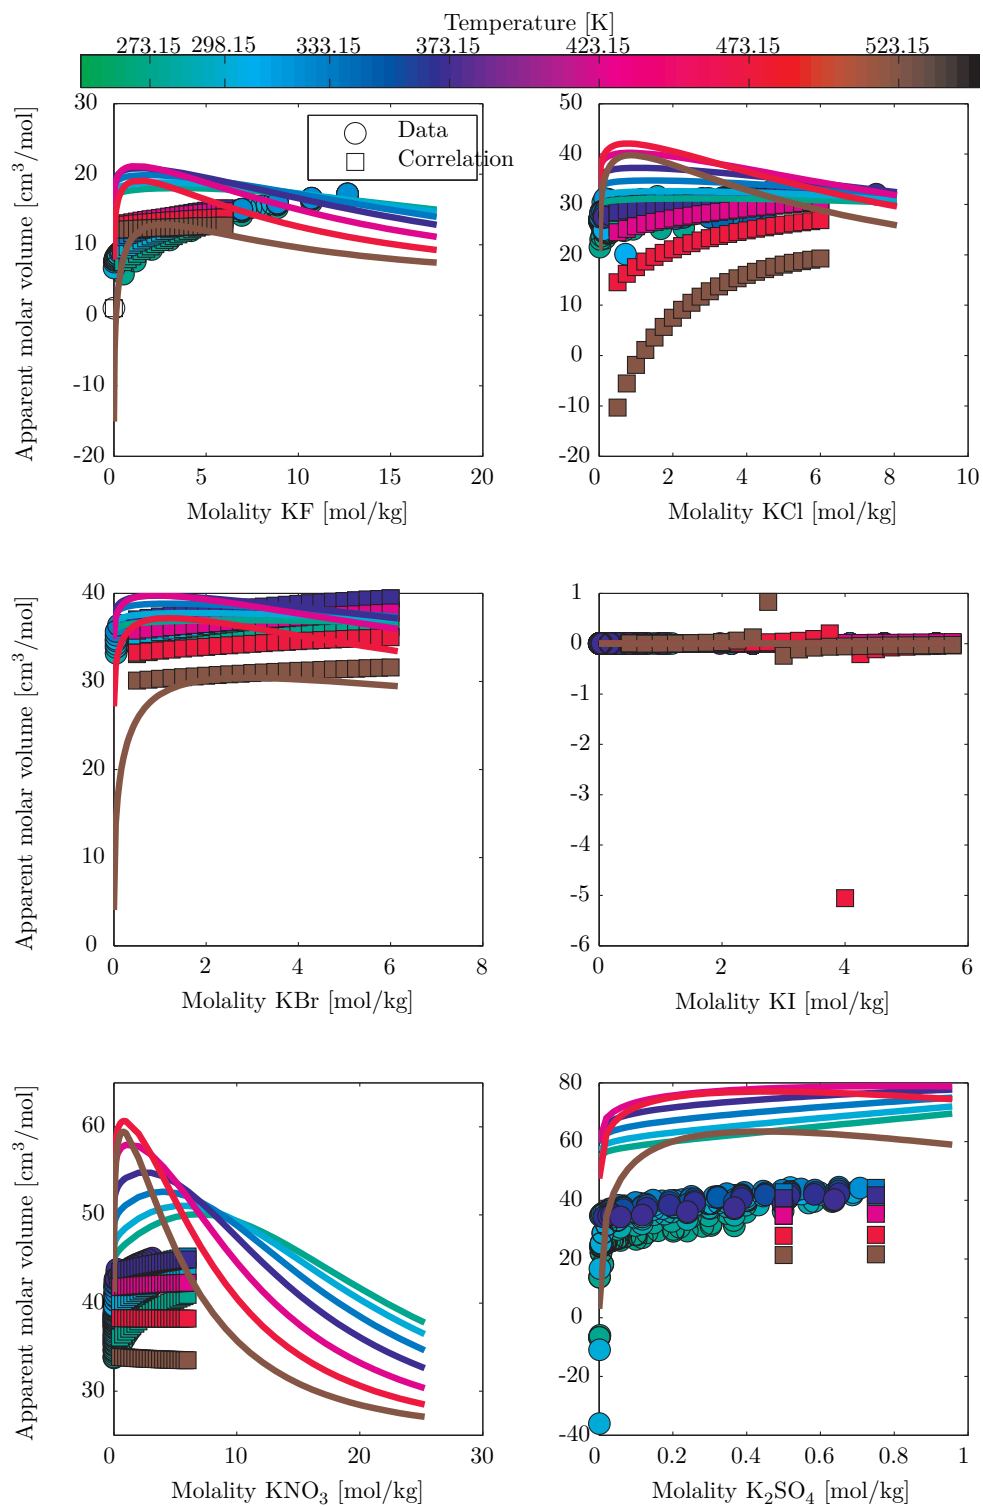 Temperature [K]
273.15 298.15 333.15 373.15 423.15 473.15 523.15
Apparent molar volume [cm³/mol]
30
20
10
0
-10
-20
0 5 10 15 20
Molality KF [mol/kg]
Data
Correlation
50
40
30
20
10
0
-10
-20
0 2 4 6 8 10
Molality KCl [mol/kg]
Apparent molar volume [cm³/mol]
40
30
20
10
0
0 2 4 6 8
Molality KBr [mol/kg]
1
0
-1
-2
-3
-4
-5
-6
0 2 4 6
Molality KI [mol/kg]
Apparent molar volume [cm³/mol]
60
50
40
30
0 10 20 30
Molality KNO₃ [mol/kg]
80
60
40
20
0
-20
-40
0 0.2 0.4 0.6 0.8 1
Molality K₂SO₄ [mol/kg]